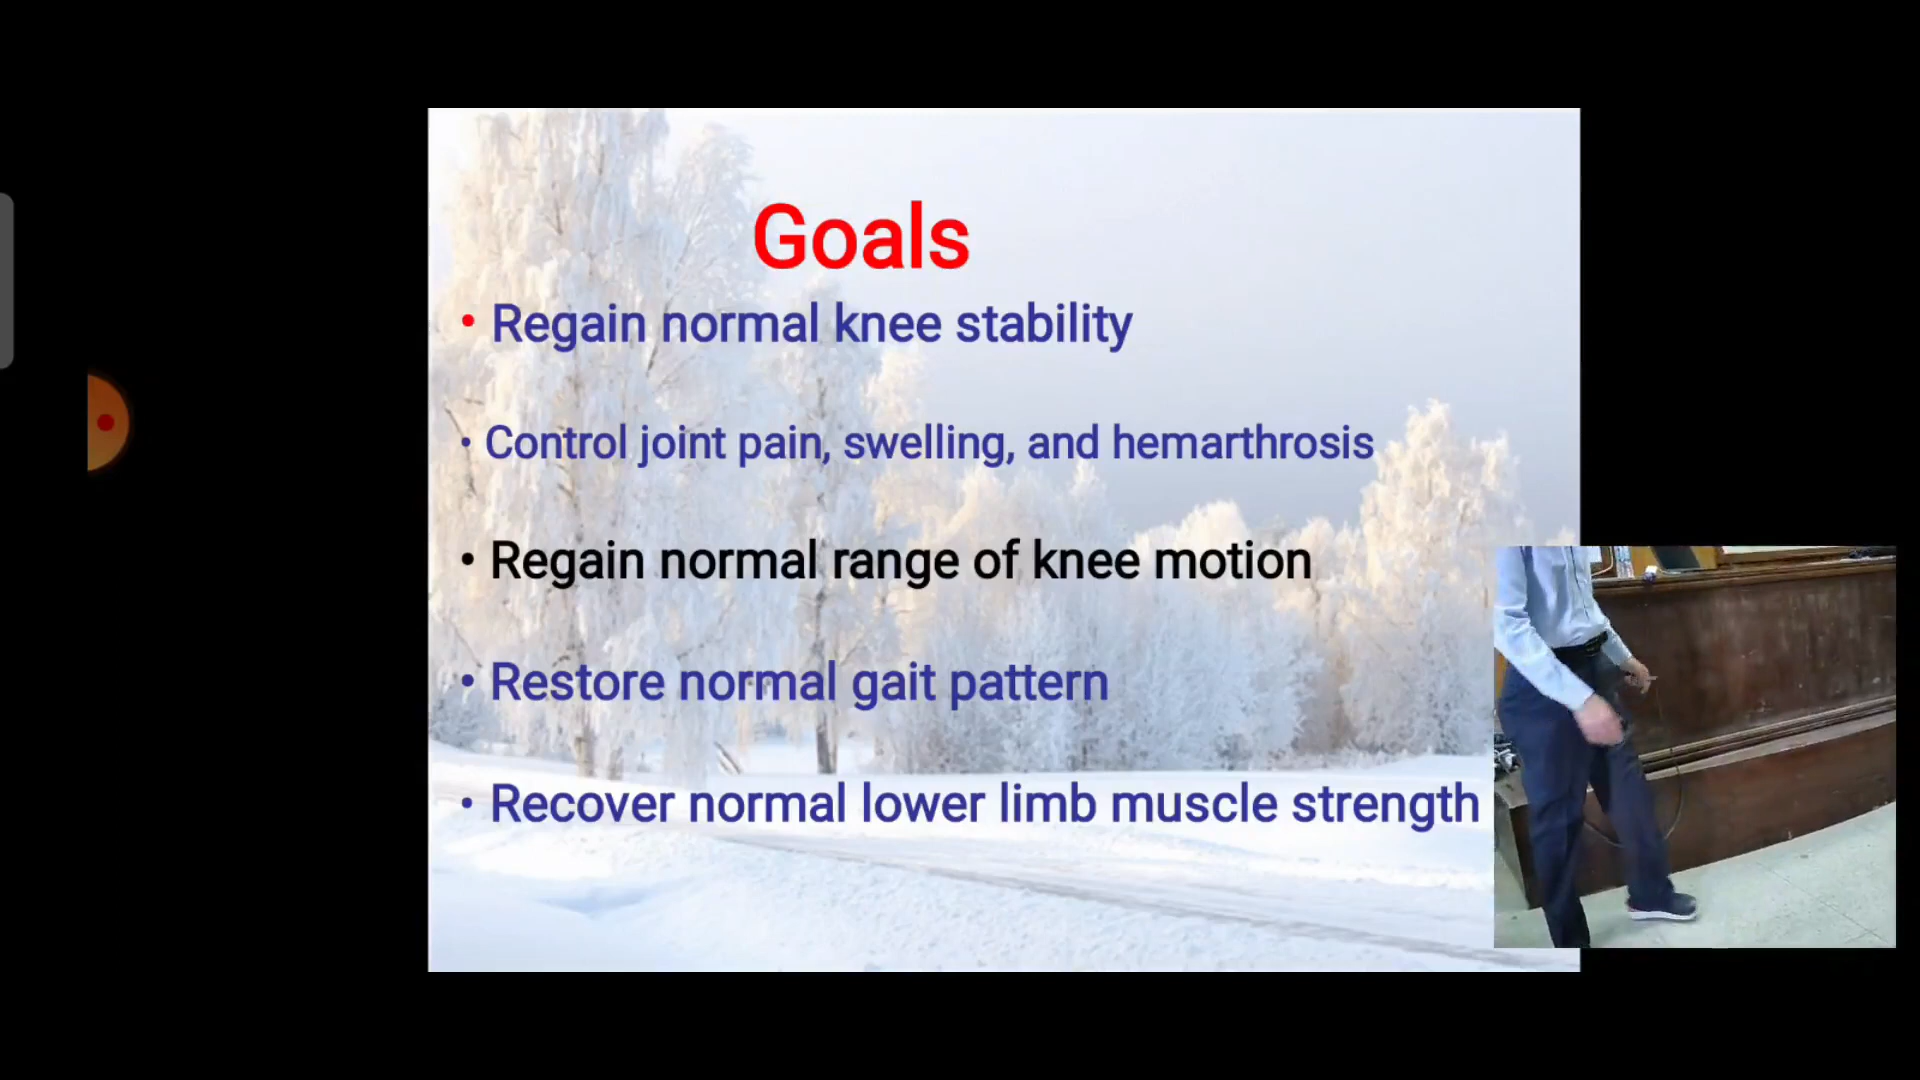 Goals
• Regain normal knee stability
• Control joint pain, swelling, and hemarthrosis
• Regain normal range of knee motion
• Restore normal gait pattern
• Recover normal lower limb muscle strength